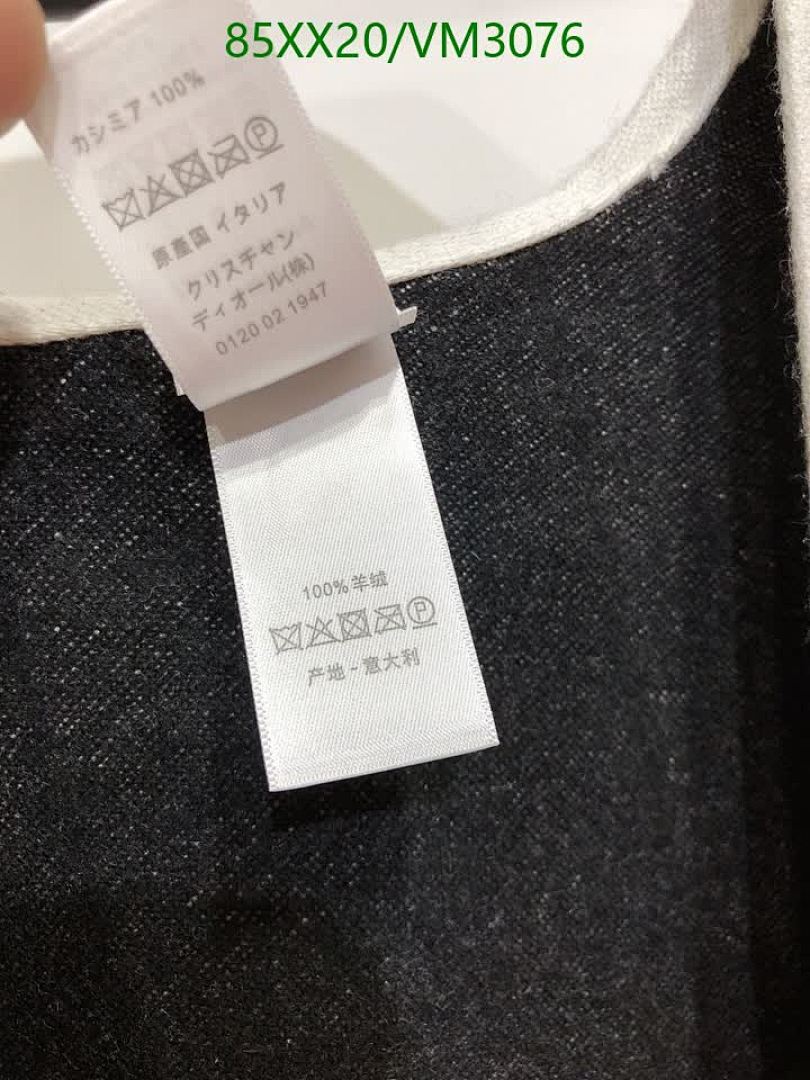 85XX20/VM3076
カシミア 100%
P
原産国 イタリア
クリスチャン
ディオール(株)
0120 02 1947
100%羊绒
P
产地 - 意大利